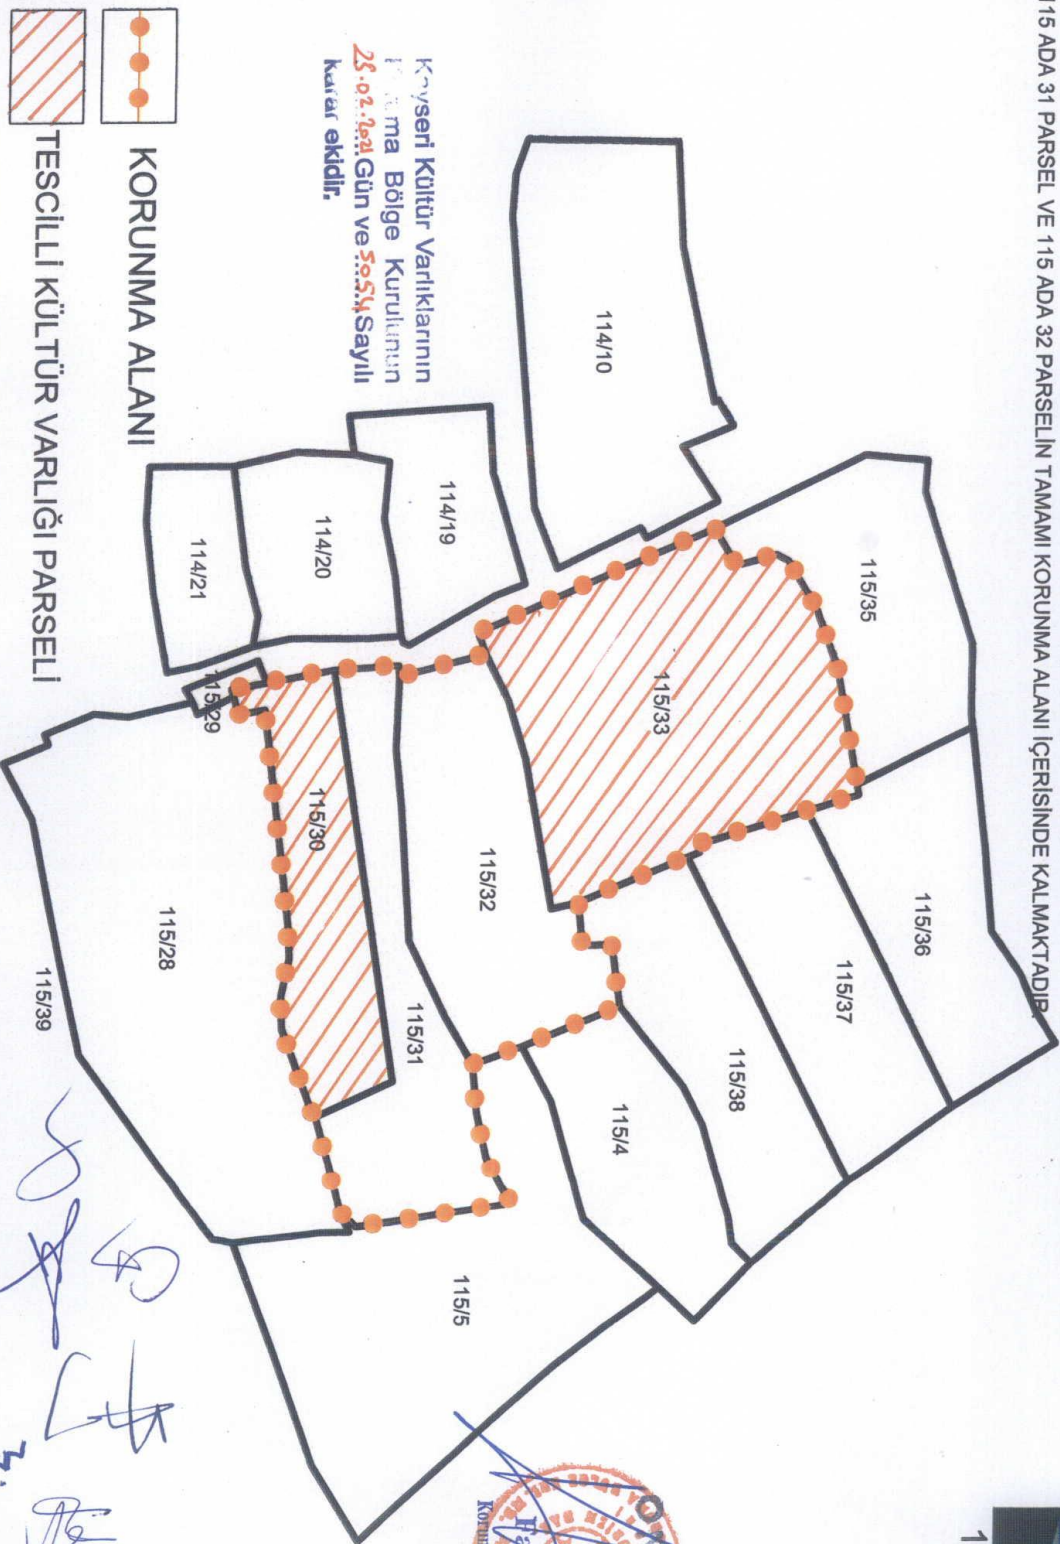 115 ADA 31 PARSEL VE 115 ADA 32 PARSELİN TAMAMI KORUNMA ALANI İÇERİSİNDE KALMAKTADIR
1
115/36
115/35
115/37
115/38
115/33
114/10
115/4
115/32
115/5
114/19
115/31
114/20
115/30
114/21
115/29
115/28
115/39
Kayseri Kültür Varlıklarının
Bölge Kurulunun
25.02.2021 Gün ve 5054 Sayılı
karar ekidir.
KORUNMA ALANI
TESCİLLİ KÜLTÜR VARLIĞI PARSELİ